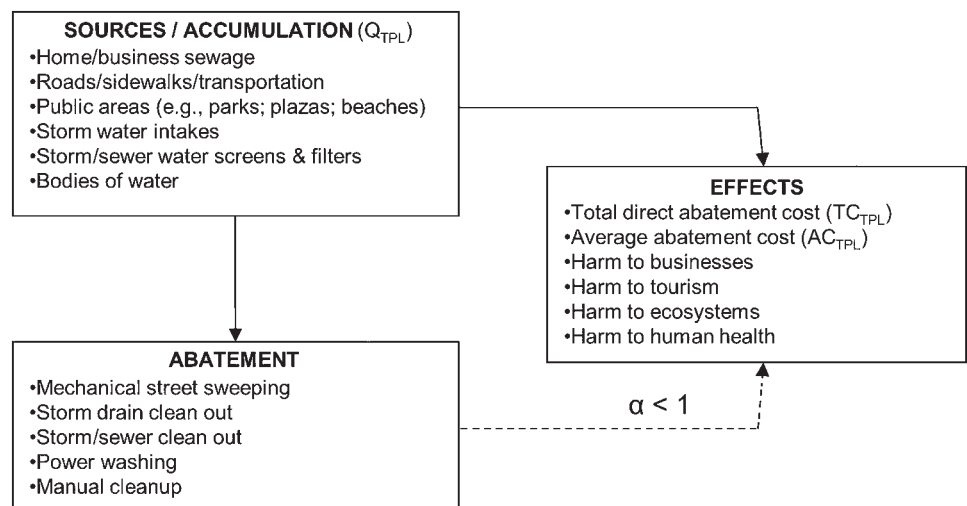 SOURCES / ACCUMULATION (Q_TPL)
•Home/business sewage
•Roads/sidewalks/transportation
•Public areas (e.g., parks; plazas; beaches)
•Storm water intakes
•Storm/sewer water screens & filters
•Bodies of water
EFFECTS
•Total direct abatement cost (TC_TPL)
•Average abatement cost (AC_TPL)
•Harm to businesses
•Harm to tourism
•Harm to ecosystems
•Harm to human health
ABATEMENT
•Mechanical street sweeping
•Storm drain clean out
•Storm/sewer clean out
•Power washing
•Manual cleanup
α < 1